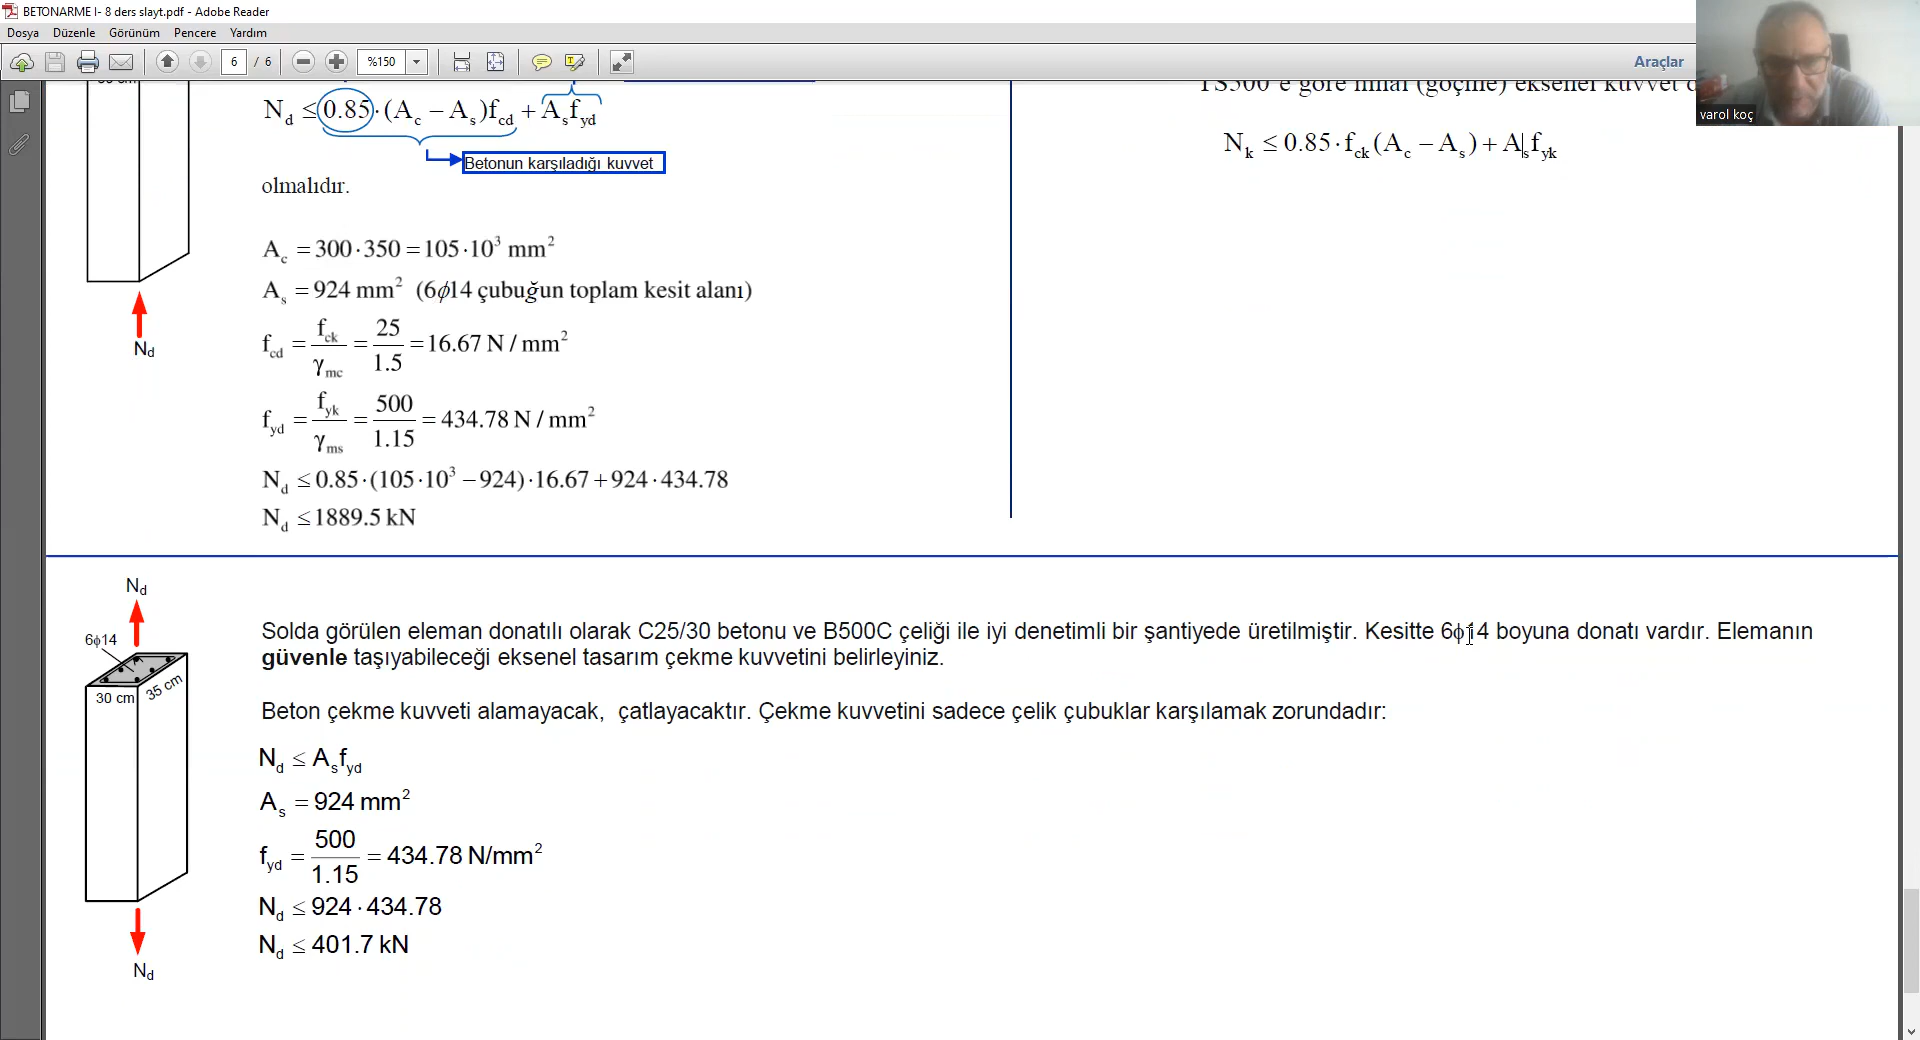 BETONARME I- 8 ders slayt.pdf - Adobe Reader
Dosya Düzenle Görünüm Pencere Yardım
6 / 6 %150 Araçlar
varol koç
N_d ≤ 0.85·(A_c − A_s)f_cd + A_s f_yd
Betonun karşıladığı kuvvet
olmalıdır.
A_c = 300·350 = 105·10³ mm²
A_s = 924 mm² (6ϕ14 çubuğun toplam kesit alanı)
f_cd = f_ck / γ_mc = 25 / 1.5 = 16.67 N / mm²
f_yd = f_yk / γ_ms = 500 / 1.15 = 434.78 N / mm²
N_d ≤ 0.85·(105·10³ − 924)·16.67 + 924·434.78
N_d ≤ 1889.5 kN
N_d
TS500'e göre (göçme) eksenel kuvvet
N_k ≤ 0.85·f_ck(A_c − A_s) + A_s f_yk
N_d
6ϕ14
30 cm 35 cm
N_d
Solda görülen eleman donatılı olarak C25/30 betonu ve B500C çeliği ile iyi denetimli bir şantiyede üretilmiştir. Kesitte 6ϕ14 boyuna donatı vardır. Elemanın
güvenle taşıyabileceği eksenel tasarım çekme kuvvetini belirleyiniz.
Beton çekme kuvveti alamayacak, çatlayacaktır. Çekme kuvvetini sadece çelik çubuklar karşılamak zorundadır:
N_d ≤ A_s f_yd
A_s = 924 mm²
f_yd = 500 / 1.15 = 434.78 N/mm²
N_d ≤ 924·434.78
N_d ≤ 401.7 kN